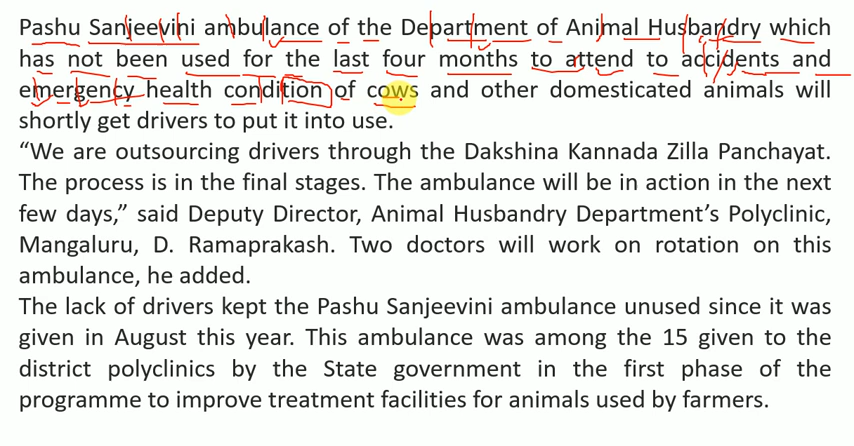 Pashu Sanjeevini ambulance of the Department of Animal Husbandry which
has not been used for the last four months to attend to accidents and
emergency health condition of cows and other domesticated animals will
shortly get drivers to put it into use.
“We are outsourcing drivers through the Dakshina Kannada Zilla Panchayat.
The process is in the final stages. The ambulance will be in action in the next
few days,” said Deputy Director, Animal Husbandry Department’s Polyclinic,
Mangaluru, D. Ramaprakash. Two doctors will work on rotation on this
ambulance, he added.
The lack of drivers kept the Pashu Sanjeevini ambulance unused since it was
given in August this year. This ambulance was among the 15 given to the
district polyclinics by the State government in the first phase of the
programme to improve treatment facilities for animals used by farmers.